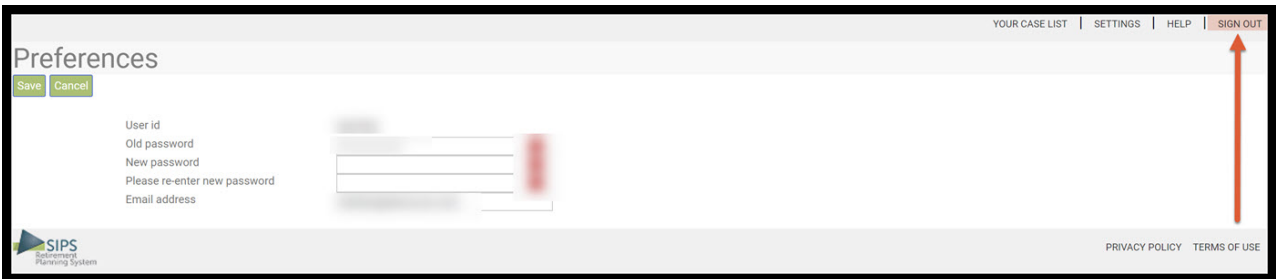 YOUR CASE LIST | SETTINGS | HELP | SIGN OUT
Preferences
Save Cancel
User id
Old password
New password
Please re-enter new password
Email address
SIPS
Retirement
Planning System
PRIVACY POLICY TERMS OF USE